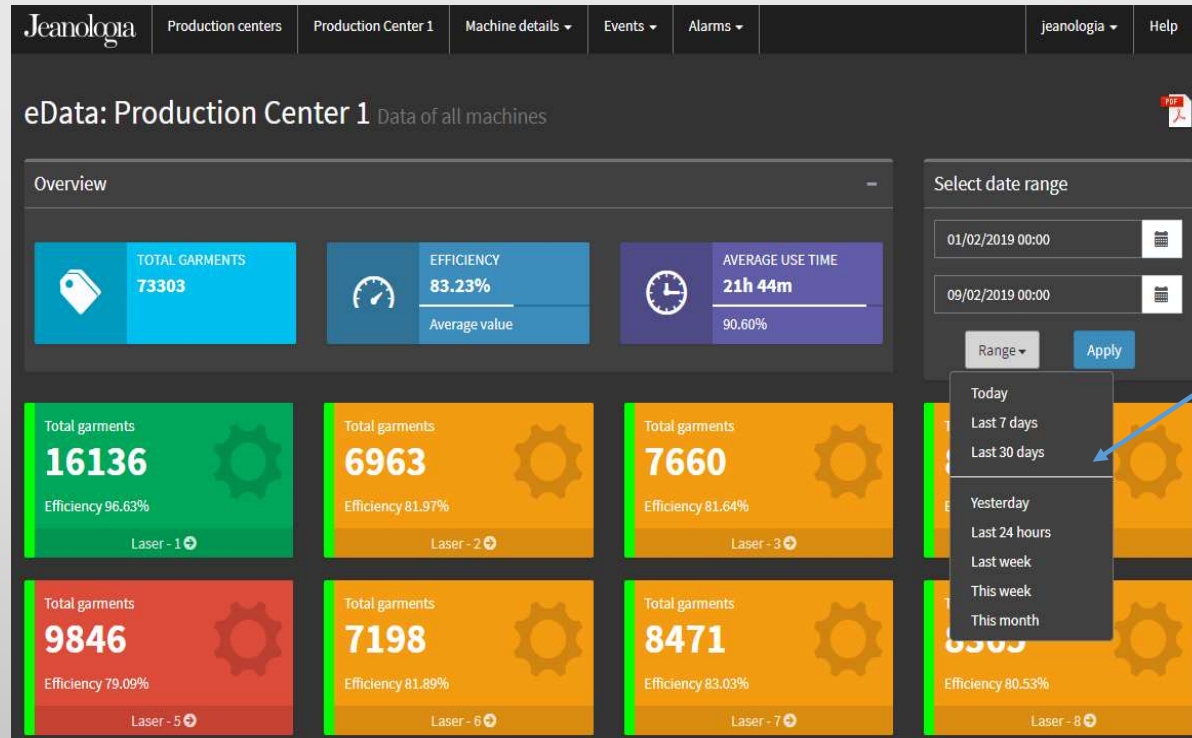 Jeanologia Production centers Production Center 1 Machine details Events Alarms jeanologia Help
eData: Production Center 1 Data of all machines
PDF
Overview
TOTAL GARMENTS
73303
EFFICIENCY
83.23%
Average value
AVERAGE USE TIME
21h 44m
90.60%
Select date range
01/02/2019 00:00
09/02/2019 00:00
Range Apply
Today
Last 7 days
Last 30 days
Yesterday
Last 24 hours
Last week
This week
This month
Total garments
16136
Efficiency 96.63%
Laser - 1
Total garments
6963
Efficiency 81.97%
Laser - 2
Total garments
7660
Efficiency 81.64%
Laser - 3
Total garments
9846
Efficiency 79.09%
Laser - 5
Total garments
7198
Efficiency 81.89%
Laser - 6
Total garments
8471
Efficiency 83.03%
Laser - 7
Efficiency 80.53%
Laser - 8